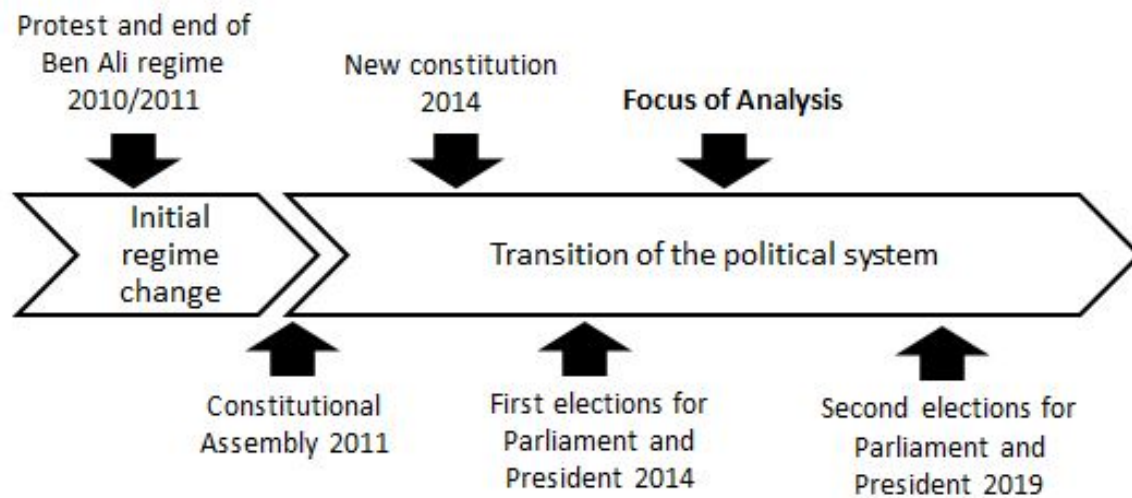 Protest and end of
Ben Ali regime
2010/2011
New constitution
2014
Focus of Analysis
Initial
regime
change
Transition of the political system
Constitutional
Assembly 2011
First elections for
Parliament and
President 2014
Second elections for
Parliament and
President 2019